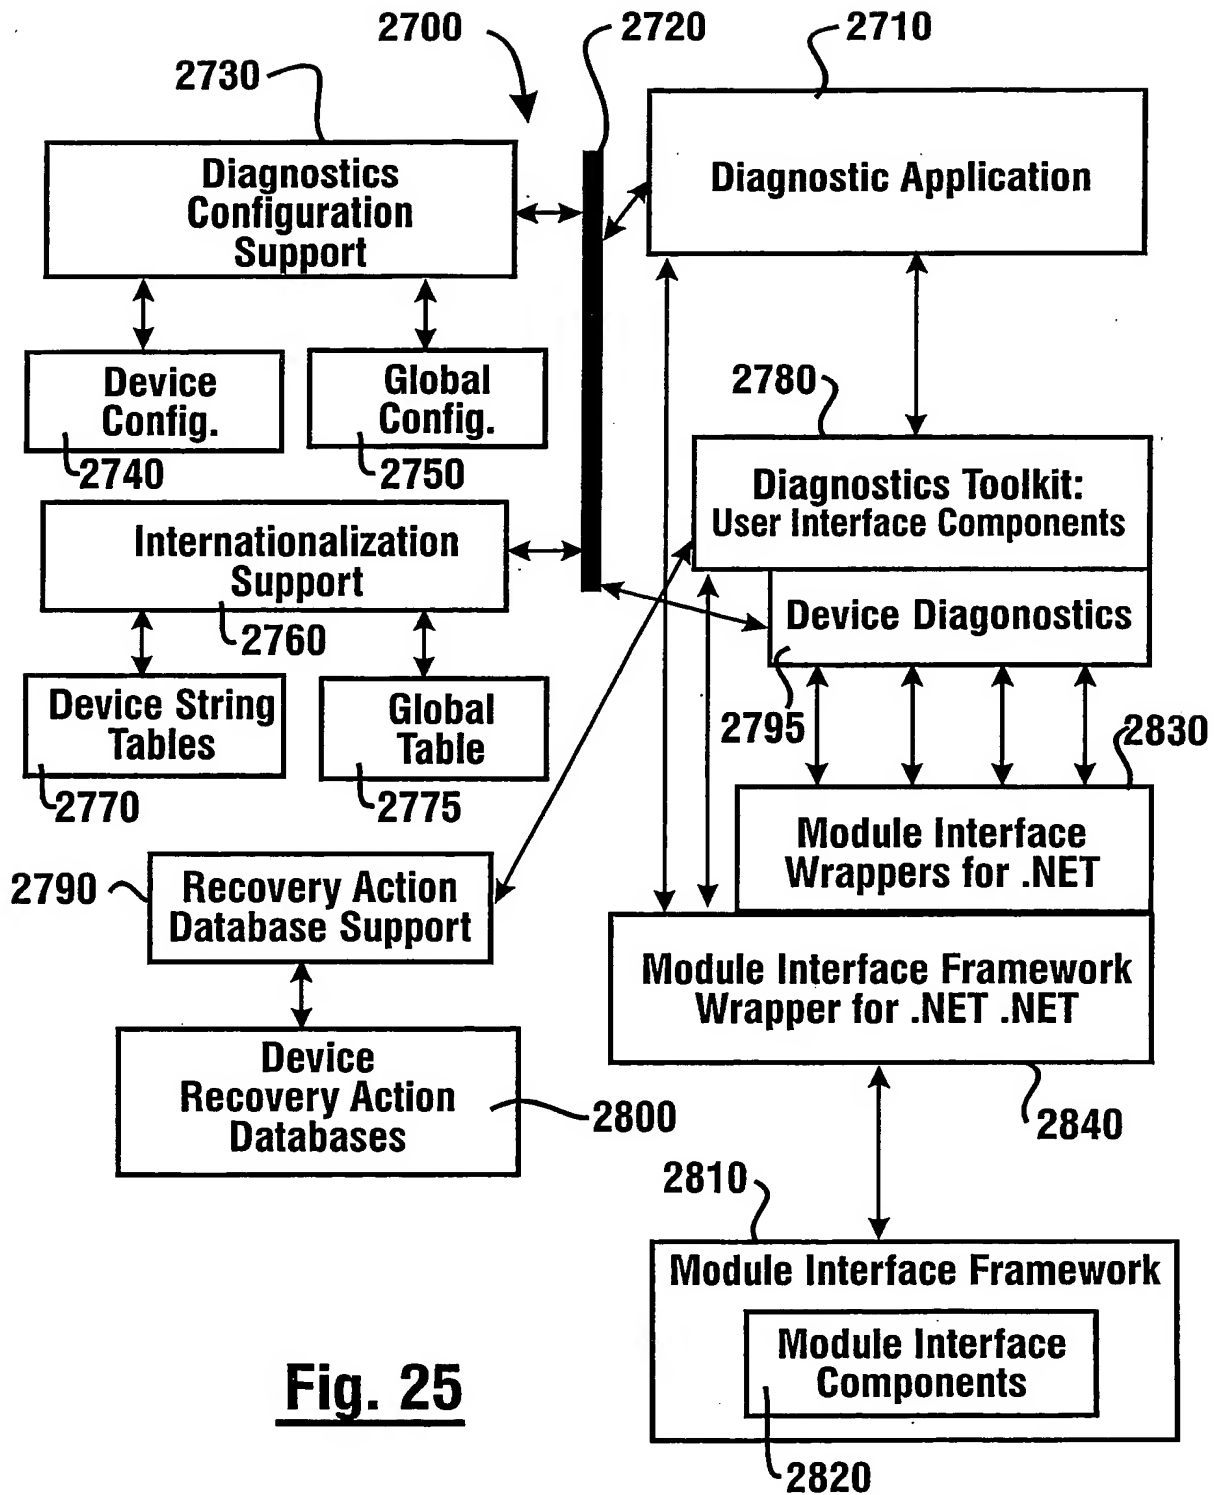 2700
2720
2710
2730
Diagnostics
Configuration
Support
Diagnostic Application
Device
Config.
2740
Global
Config.
2750
2780
Diagnostics Toolkit:
User Interface Components
Internationalization
Support
2760
Device Diagonostics
2795
Device String
Tables
2770
Global
Table
2775
2830
Module Interface
Wrappers for .NET
2790
Recovery Action
Database Support
Module Interface Framework
Wrapper for .NET .NET
2840
Device
Recovery Action
Databases
2800
2810
Module Interface Framework
Module Interface
Components
2820
Fig. 25